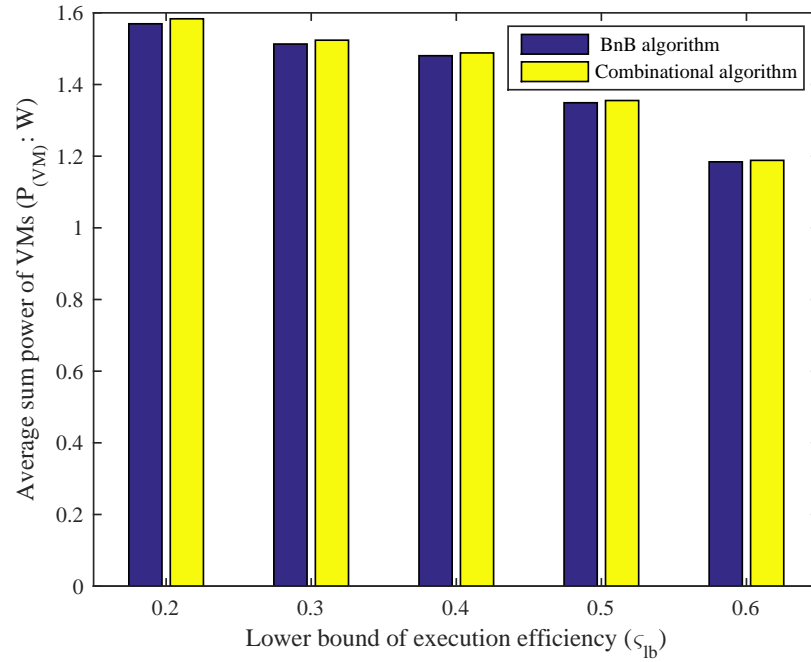 1.6
1.4
1.2
1
0.8
0.6
0.4
0.2
0
Average sum power of VMs (P(VM): W)
BnB algorithm
Combinational algorithm
0.2 0.3 0.4 0.5 0.6
Lower bound of execution efficiency (ςlb)